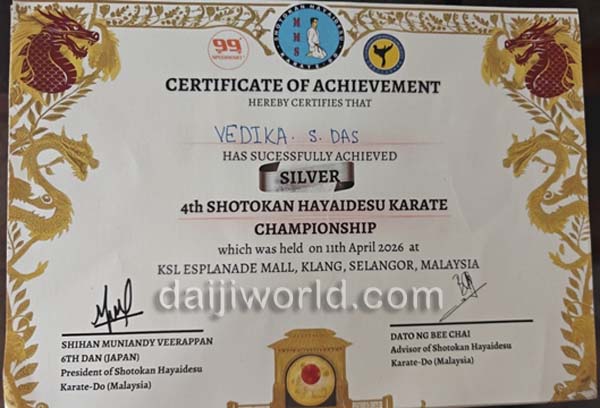 SHOTOKAN HAYAIDESU
M
M
S
KARATE-DO
99
SPEEDMART
CERTIFICATE OF ACHIEVEMENT
HEREBY CERTIFIES THAT
VEDIKA. S. DAS
HAS SUCESSFULLY ACHIEVED
SILVER
4th SHOTOKAN HAYAIDESU KARATE
CHAMPIONSHIP
which was held on 11th April 2026 at
KSL ESPLANADE MALL, KLANG, SELANGOR, MALAYSIA
daijiworld.com
SHIHAN MUNIANDY VEERAPPAN
6TH DAN (JAPAN)
President of Shotokan Hayaidesu
Karate-Do (Malaysia)
DATO NG BEE CHAI
Advisor of Shotokan Hayaidesu
Karate-Do (Malaysia)